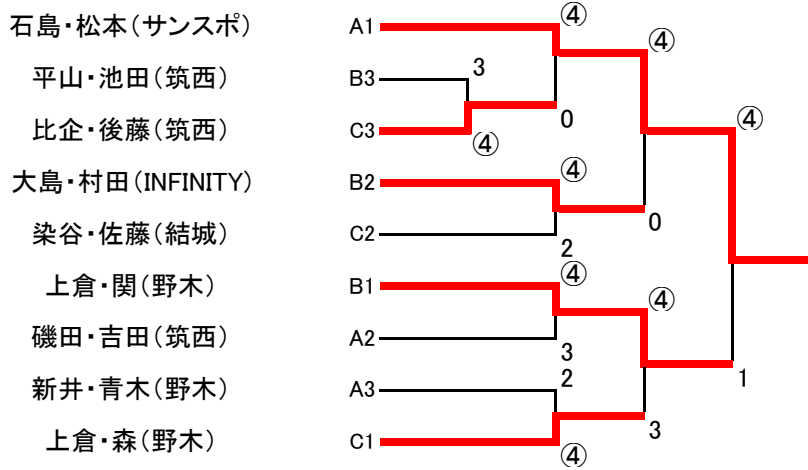 石島・松本(サンスポ) A1 ④ ④
平山・池田(筑西) B3 3
比企・後藤(筑西) C3 ④ 0 ④
大島・村田(INFINITY) B2 ④ 0
染谷・佐藤(結城) C2 2
上倉・関(野木) B1 ④ ④
磯田・吉田(筑西) A2 3 1
新井・青木(野木) A3 2
上倉・森(野木) C1 ④ 3